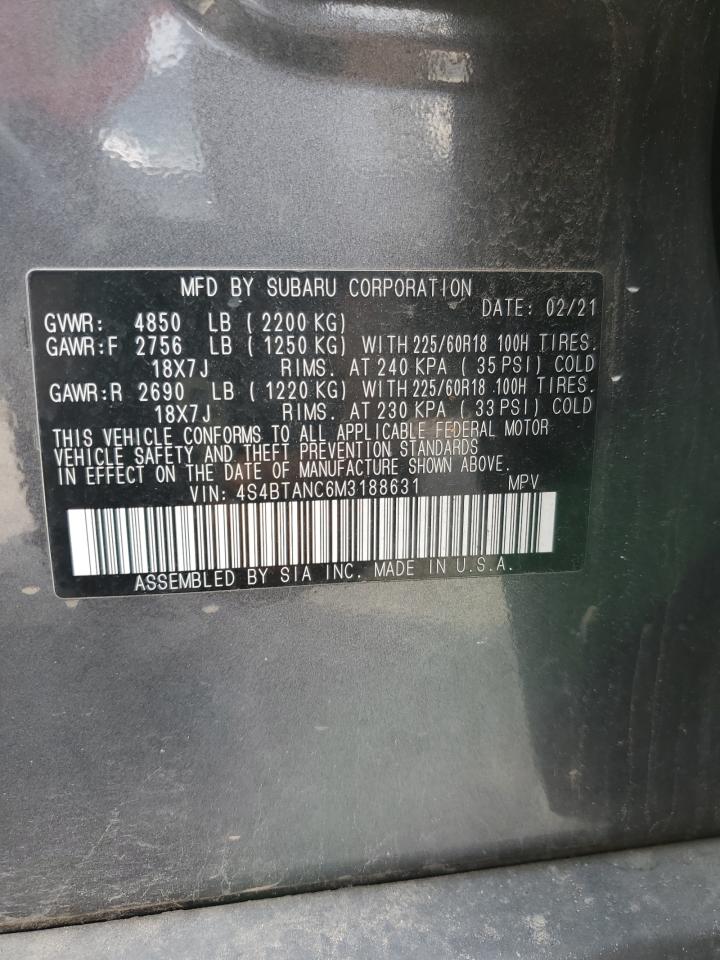 MFD BY SUBARU CORPORATION
DATE: 02/21
GVWR: 4850 LB ( 2200 KG)
GAWR:F 2756 LB ( 1250 KG) WITH 225/60R18 100H TIRES.
18X7J RIMS. AT 240 KPA ( 35 PSI) COLD
GAWR:R 2690 LB ( 1220 KG) WITH 225/60R18 100H TIRES.
18X7J RIMS. AT 230 KPA ( 33 PSI) COLD
THIS VEHICLE CONFORMS TO ALL APPLICABLE FEDERAL MOTOR
VEHICLE SAFETY AND THEFT PREVENTION STANDARDS
IN EFFECT ON THE DATE OF MANUFACTURE SHOWN ABOVE.
VIN: 4S4BTANC6M3188631 MPV
ASSEMBLED BY SIA INC. MADE IN U.S.A.